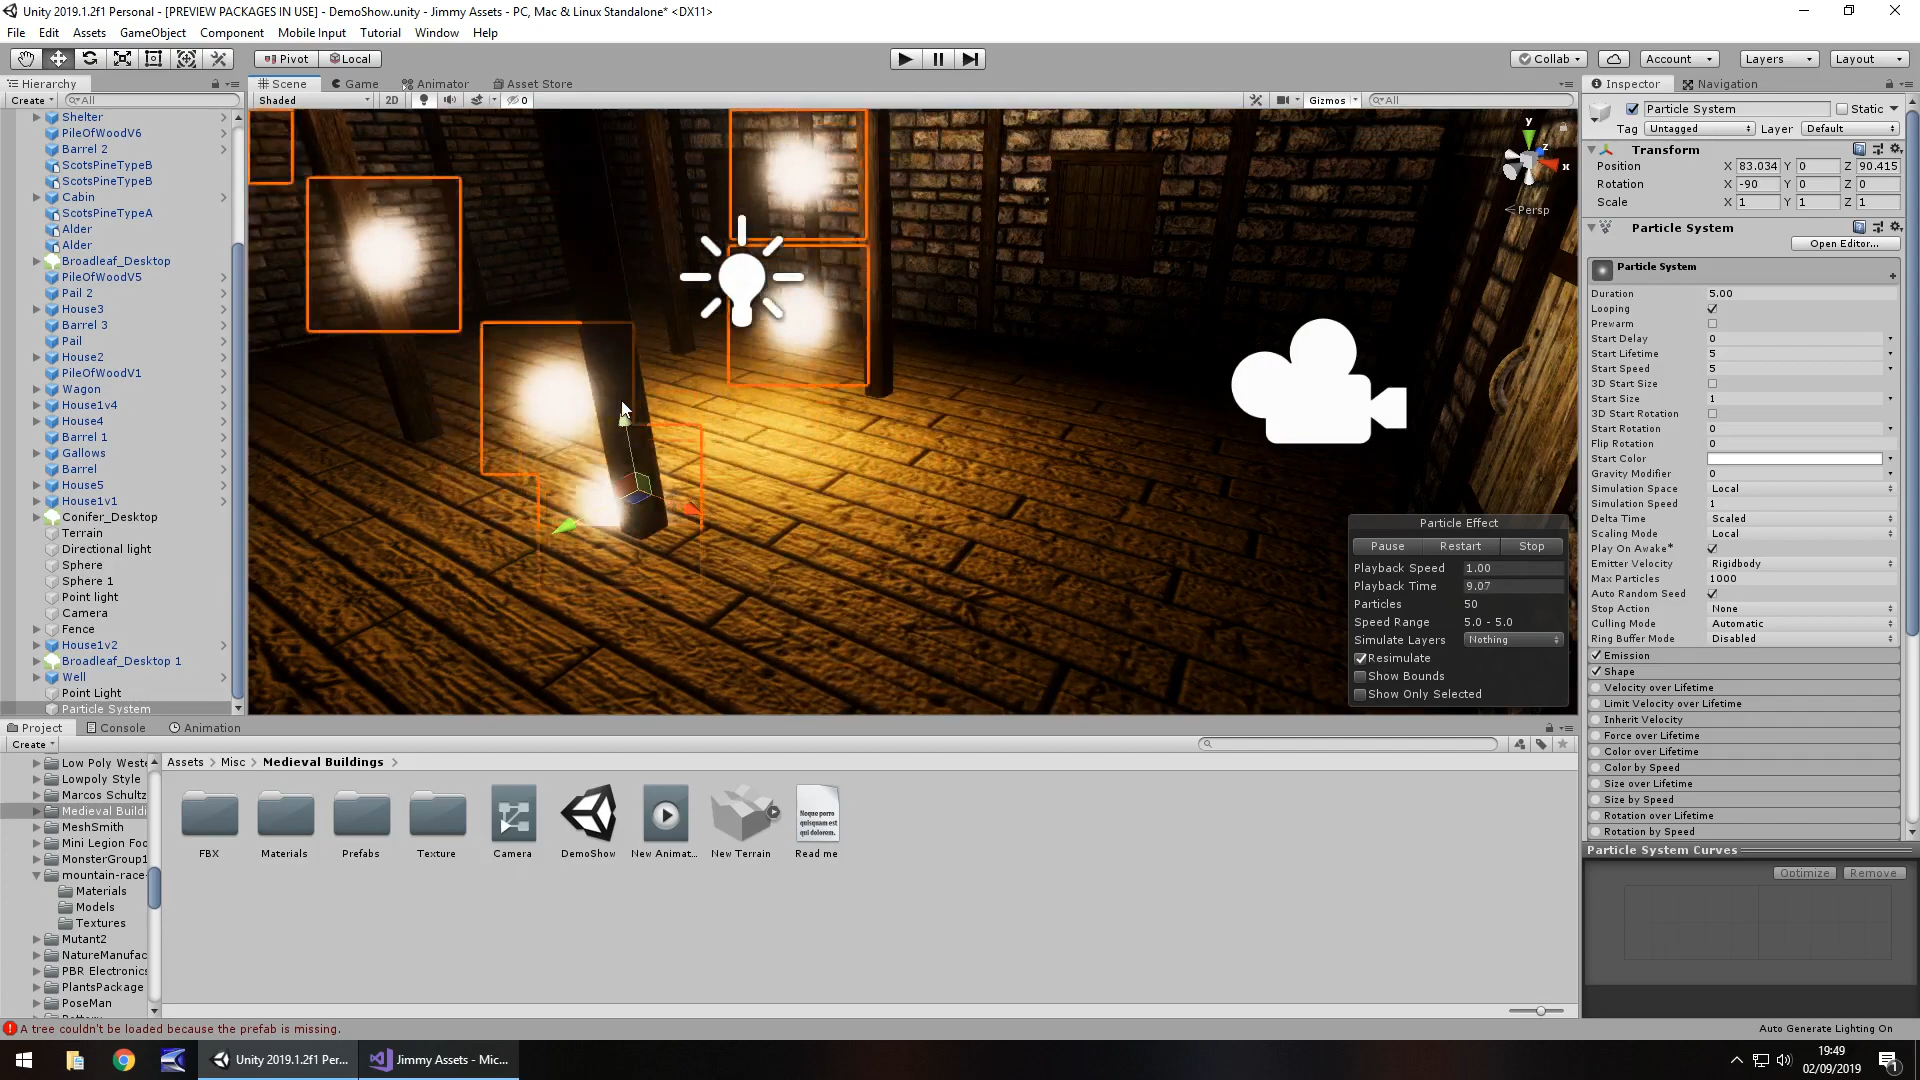 Unity 2019.1.2f1 Personal - [PREVIEW PACKAGES IN USE] - DemoShow.unity - Jimmy Assets - PC, Mac & Linux Standalone* <DX11>
File Edit Assets GameObject Component Mobile Input Tutorial Window Help
Pivot Local Collab Account Layers Layout
Hierarchy
Create All
Shelter
PileOfWoodV6
Barrel 2
ScotsPineTypeB
ScotsPineTypeB
Cabin
ScotsPineTypeA
Alder
Alder
Broadleaf_Desktop
PileOfWoodV5
Pail 2
House3
Barrel 3
Pail
House2
PileOfWoodV1
Wagon
House1v4
House4
Barrel 1
Gallows
Barrel
House5
House1v1
Conifer_Desktop
Terrain
Directional light
Sphere
Sphere 1
Point light
Camera
Fence
House1v2
Broadleaf_Desktop 1
Well
Point Light
Particle System
Scene Game Animator Asset Store
Shaded 2D 0 Gizmos All
y
z
x
Persp
Particle Effect
Pause Restart Stop
Playback Speed 1.00
Playback Time 9.07
Particles 50
Speed Range 5.0 - 5.0
Simulate Layers Nothing
Resimulate
Show Bounds
Show Only Selected
Inspector Navigation
Particle System Static
Tag Untagged Layer Default
Transform
Position X 83.034 Y 0 Z 90.415
Rotation X -90 Y 0 Z 0
Scale X 1 Y 1 Z 1
Particle System
Open Editor...
Particle System
Duration 5.00
Looping
Prewarm
Start Delay 0
Start Lifetime 5
Start Speed 5
3D Start Size
Start Size 1
3D Start Rotation
Start Rotation 0
Flip Rotation 0
Start Color
Gravity Modifier 0
Simulation Space Local
Simulation Speed 1
Delta Time Scaled
Scaling Mode Local
Play On Awake*
Emitter Velocity Rigidbody
Max Particles 1000
Auto Random Seed
Stop Action None
Culling Mode Automatic
Ring Buffer Mode Disabled
Emission
Shape
Velocity over Lifetime
Limit Velocity over Lifetime
Inherit Velocity
Force over Lifetime
Color over Lifetime
Color by Speed
Size over Lifetime
Size by Speed
Rotation over Lifetime
Rotation by Speed
Particle System Curves
Optimize Remove
Project Console Animation
Create
Low Poly Weste
Lowpoly Style
Marcos Schultz
Medieval Buildi
MeshSmith
Mini Legion Foo
MonsterGroup1
mountain-race-
Materials
Models
Textures
Mutant2
NatureManufac
PBR Electronics
PlantsPackage
PoseMan
Assets > Misc > Medieval Buildings >
FBX Materials Prefabs Texture Camera DemoShow New Animat... New Terrain Read me
Neque porro quisquam est qui dolorem.
A tree couldn't be loaded because the prefab is missing.
Auto Generate Lighting On
Unity 2019.1.2f1 Per... Jimmy Assets - Mic...
19:49
02/09/2019
1